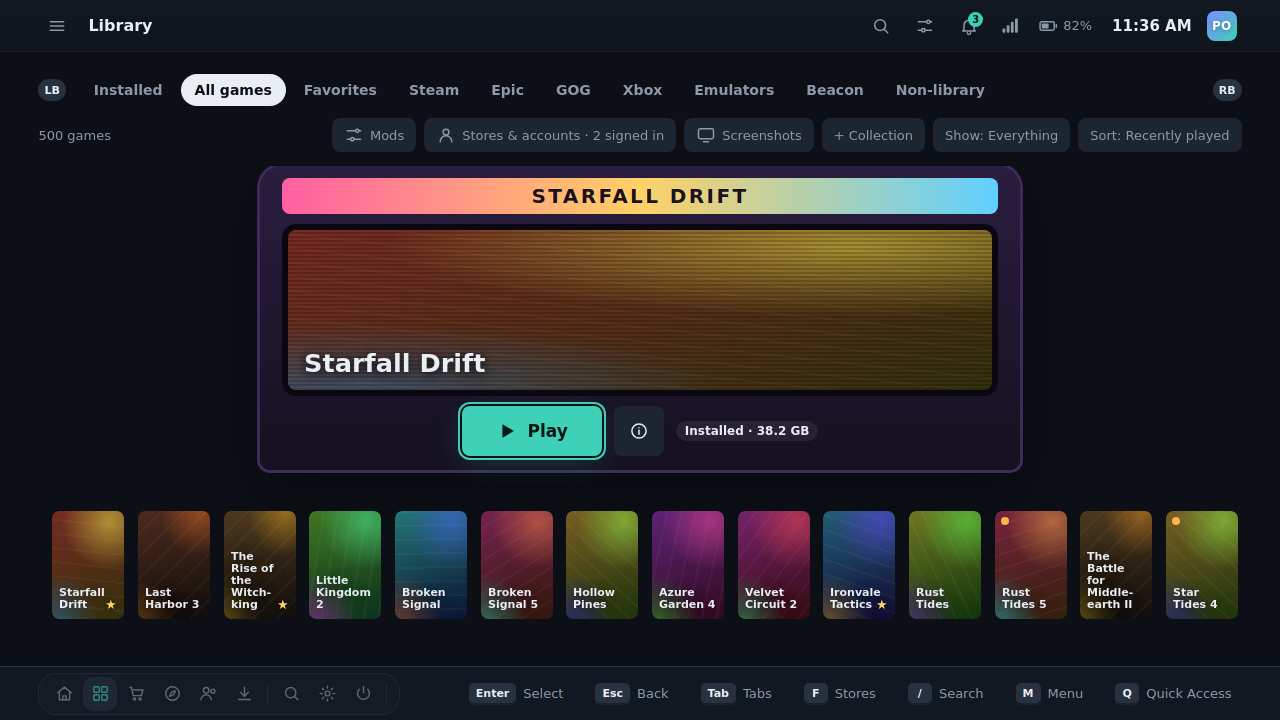 Library
3
82%
11:36 AM
PO
LB
Installed
All games
Favorites
Steam
Epic
GOG
Xbox
Emulators
Beacon
Non-library
RB
500 games
Mods
Stores & accounts · 2 signed in
Screenshots
+ Collection
Show: Everything
Sort: Recently played
STARFALL DRIFT
Starfall Drift
Play
Installed · 38.2 GB
Starfall
Drift
Last
Harbor 3
The
Rise of
the
Witch-
king
Little
Kingdom
2
Broken
Signal
Broken
Signal 5
Hollow
Pines
Azure
Garden 4
Velvet
Circuit 2
Ironvale
Tactics
Rust
Tides
Rust
Tides 5
The
Battle
for
Middle-
earth II
Star
Tides 4
Enter Select
Esc Back
Tab Tabs
F Stores
/ Search
M Menu
Q Quick Access